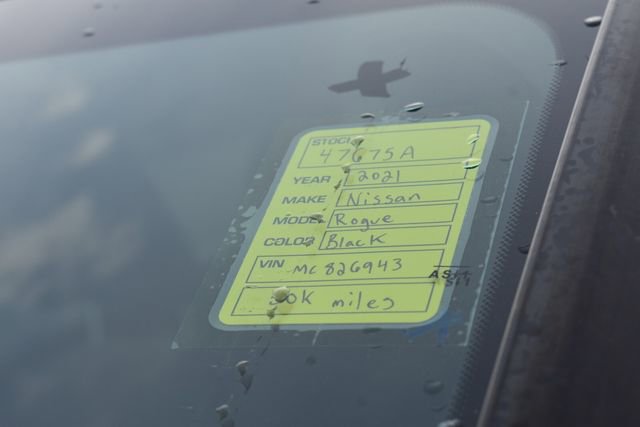 STOCK
47675A
YEAR 2021
MAKE Nissan
MODEL Rogue
COLOR Black
VIN MC826943
miles